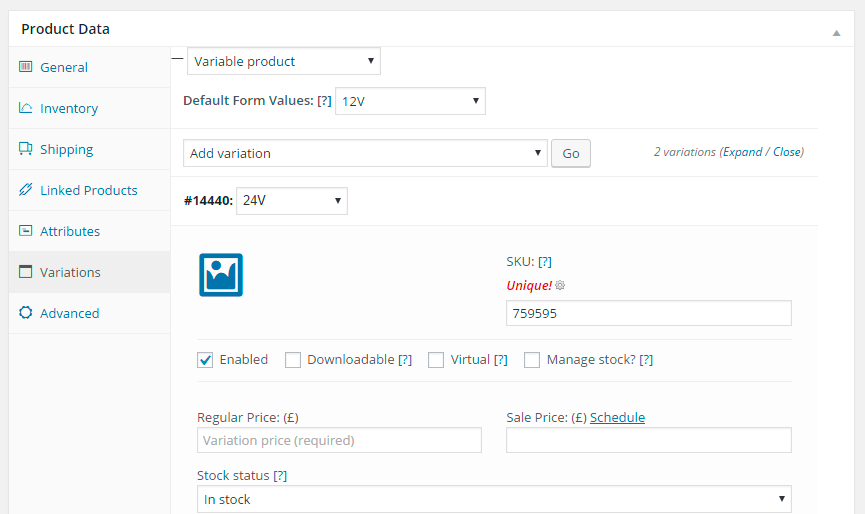 Product Data
General
Inventory
Shipping
Linked Products
Attributes
Variations
Advanced
— Variable product
Default Form Values: [?] 12V
Add variation Go 2 variations (Expand / Close)
#14440: 24V
SKU: [?]
Unique!
759595
Enabled Downloadable [?] Virtual [?] Manage stock? [?]
Regular Price: (£) Sale Price: (£) Schedule
Variation price (required)
Stock status [?]
In stock